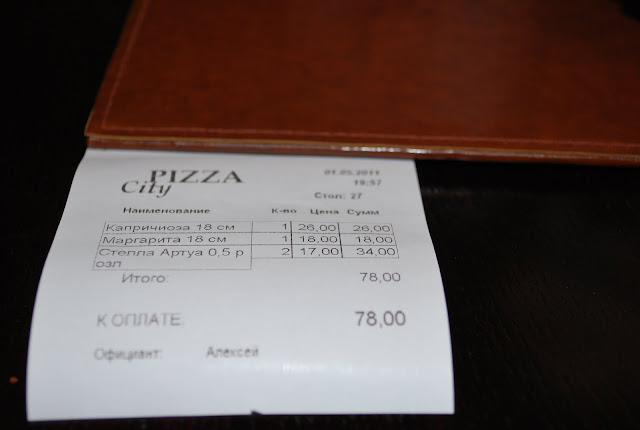 PIZZA
City
01.05.2011
19:57
Стол: 27
Наименование К-во Цена Сумм
Капричиоза 18 см 1 26,00 26,00
Маргарита 18 см 1 18,00 18,00
Стелла Артуа 0,5 р 2 17,00 34,00
озл
Итого: 78,00
К ОПЛАТЕ: 78,00
Официант: Алексей